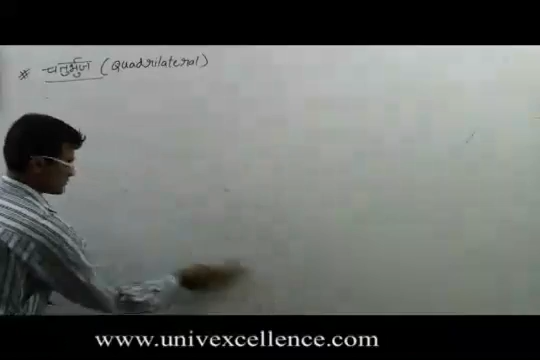 * चतुर्भुज (Quadrilateral)
www.univexcellence.com